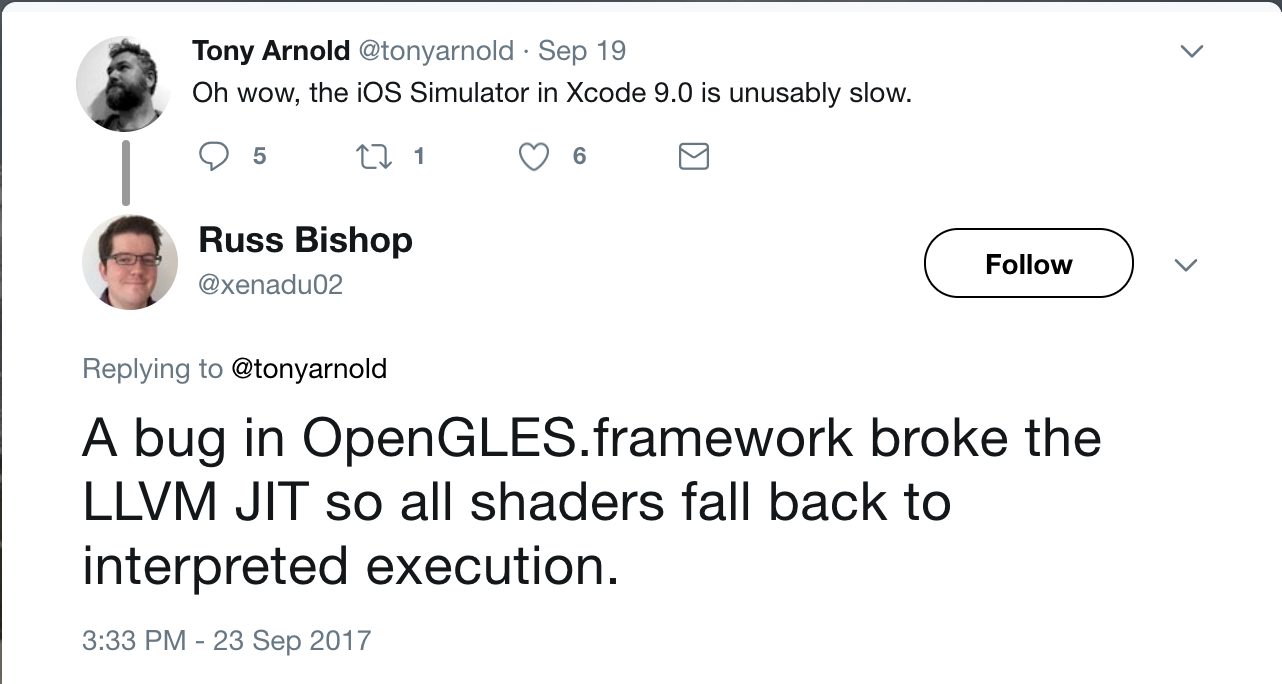 Tony Arnold @tonyarnold · Sep 19
Oh wow, the iOS Simulator in Xcode 9.0 is unusably slow.
5 1 6
Russ Bishop
@xenadu02
Follow
Replying to @tonyarnold
A bug in OpenGLES.framework broke the
LLVM JIT so all shaders fall back to
interpreted execution.
3:33 PM - 23 Sep 2017